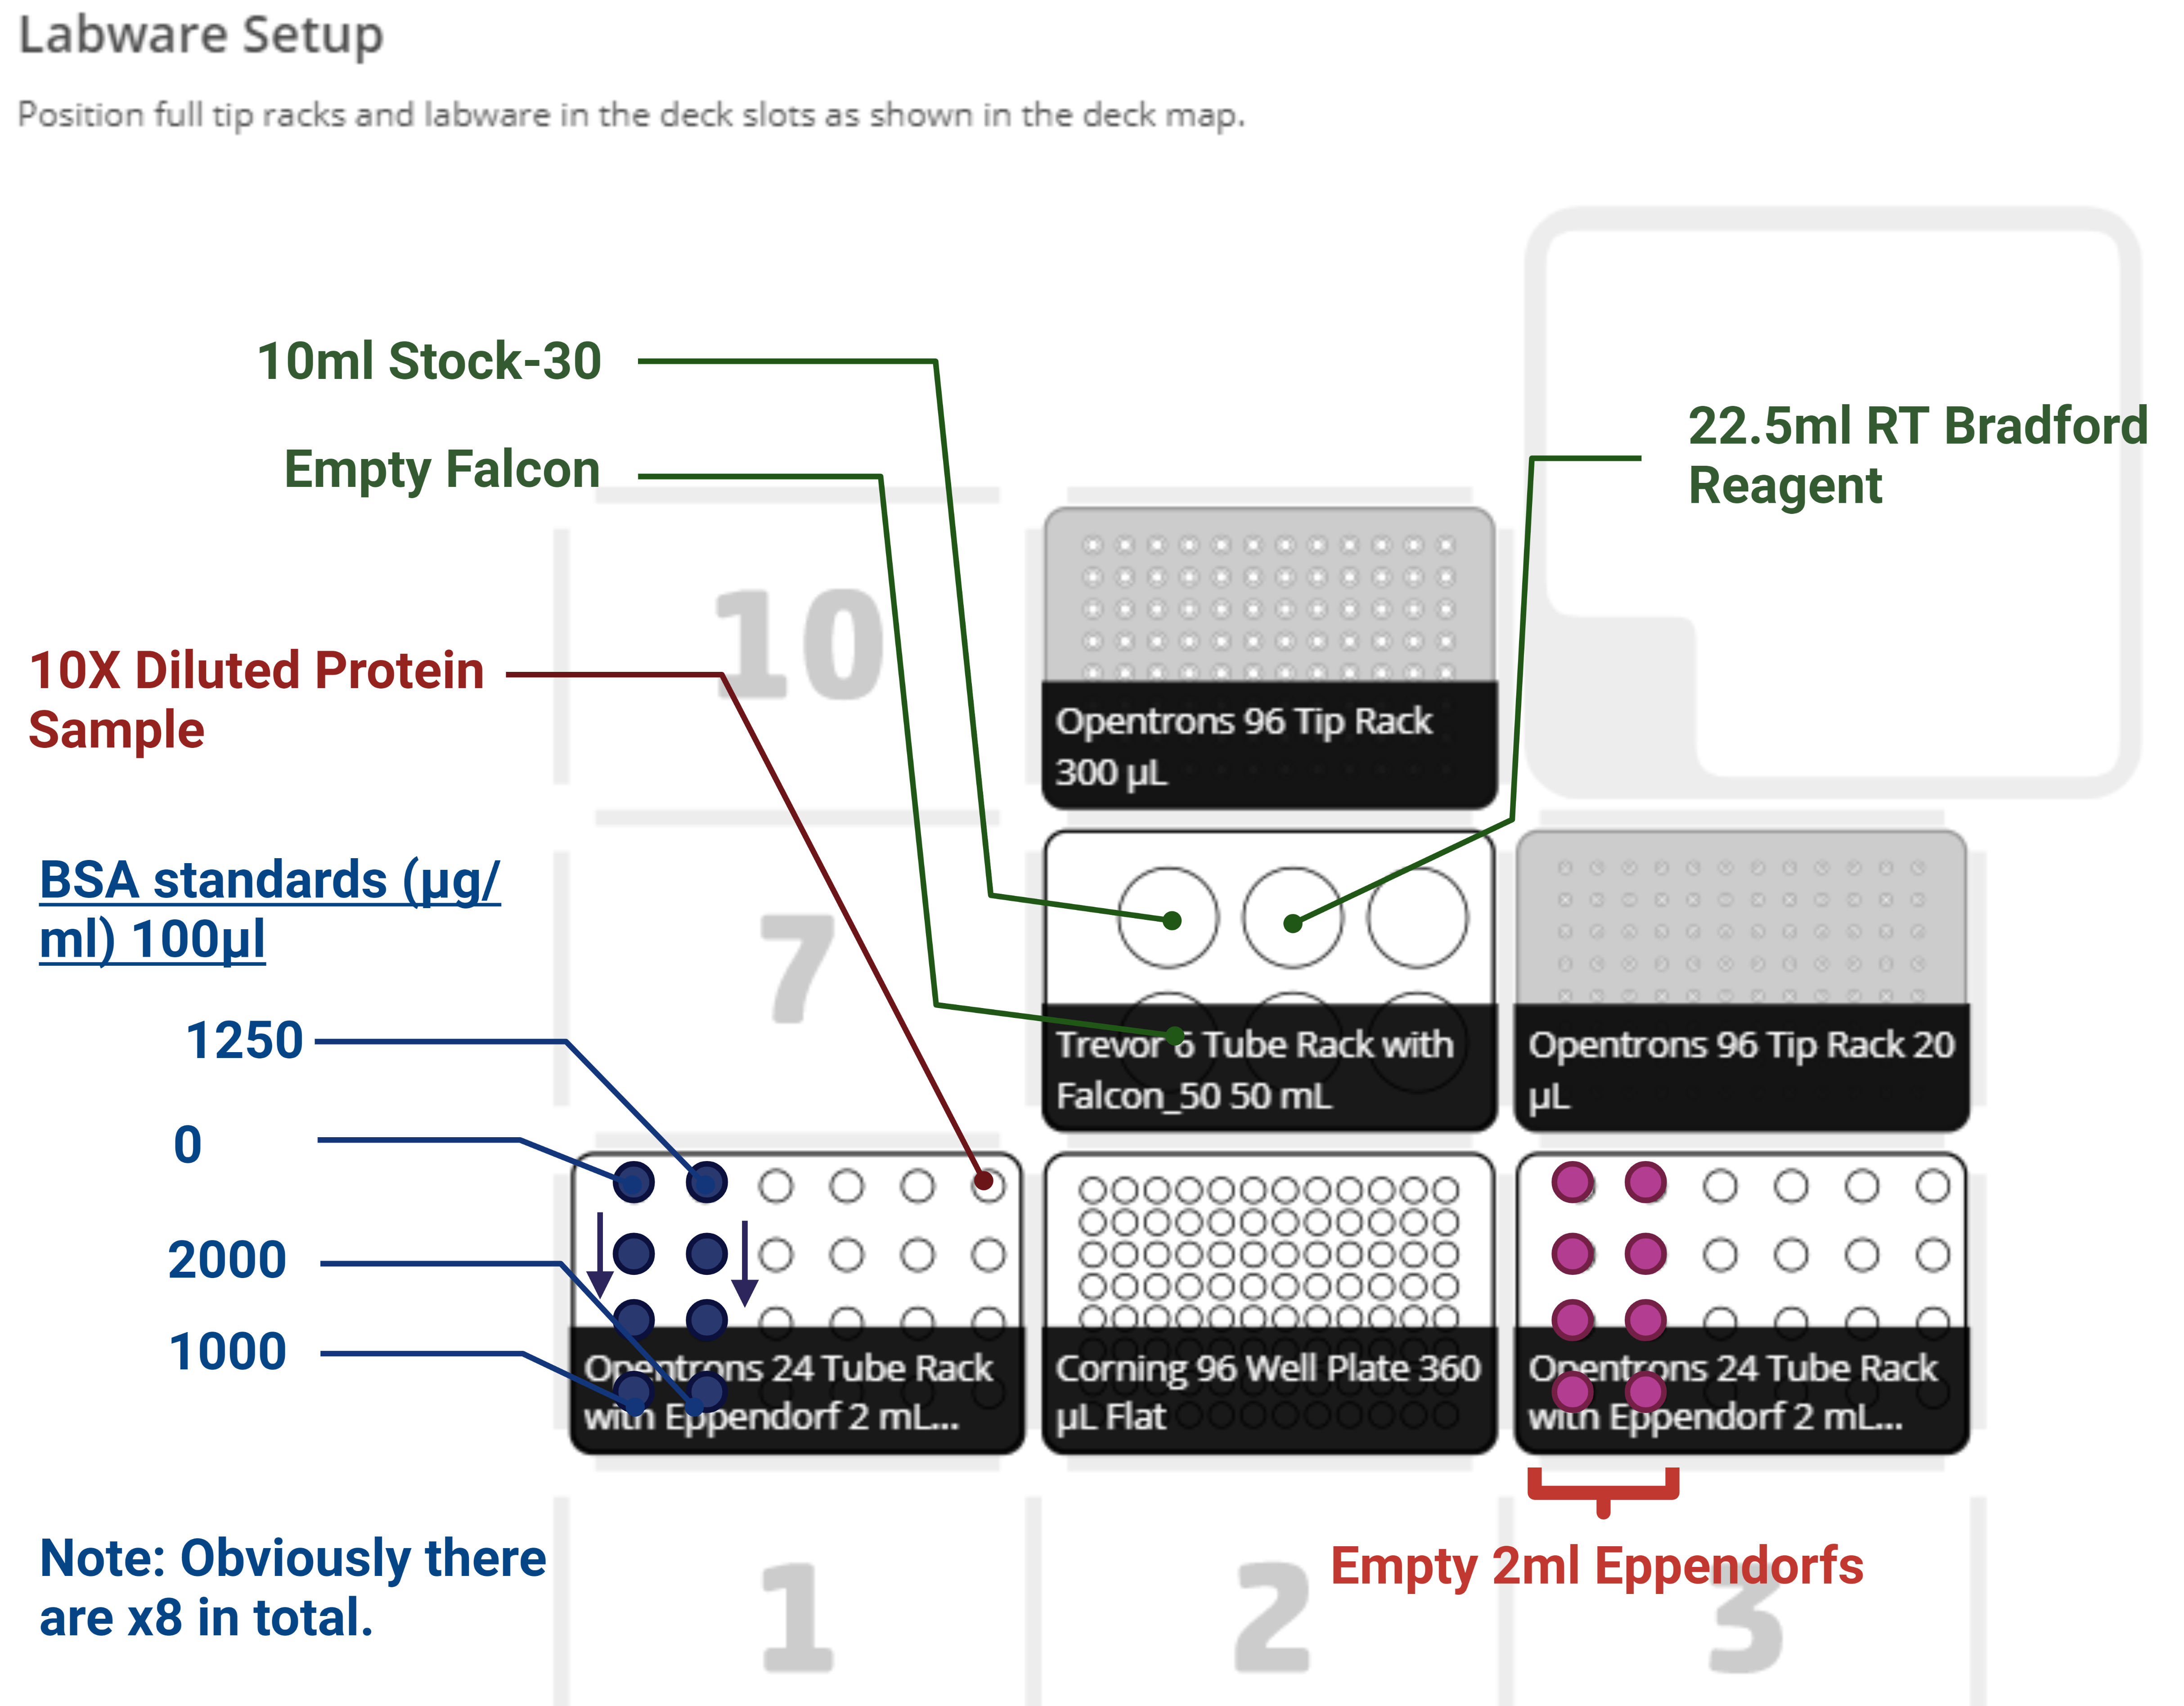 Labware Setup
Position full tip racks and labware in the deck slots as shown in the deck map.
10ml Stock-30
Empty Falcon
22.5ml RT Bradford
Reagent
10
10X Diluted Protein
Sample
Opentrons 96 Tip Rack
300 µL
BSA standards (µg/
ml) 100µl
7
1250
0
2000
1000
Trevor 6 Tube Rack with
Falcon_50 50 mL
Opentrons 96 Tip Rack 20
µL
Opentrons 24 Tube Rack
with Eppendorf 2 mL...
Corning 96 Well Plate 360
µL Flat
Opentrons 24 Tube Rack
with Eppendorf 2 mL...
Note: Obviously there
are x8 in total.
Empty 2ml Eppendorfs
1
2
3